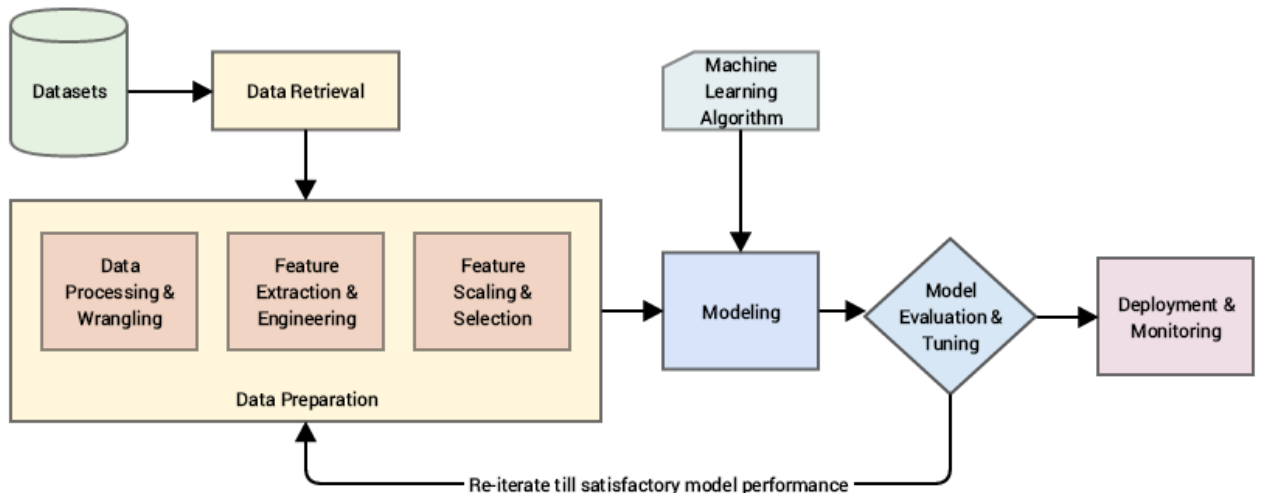 Datasets
Data Retrieval
Machine
Learning
Algorithm
Data
Processing &
Wrangling
Feature
Extraction &
Engineering
Feature
Scaling &
Selection
Data Preparation
Modeling
Model
Evaluation &
Tuning
Deployment &
Monitoring
Re-iterate till satisfactory model performance